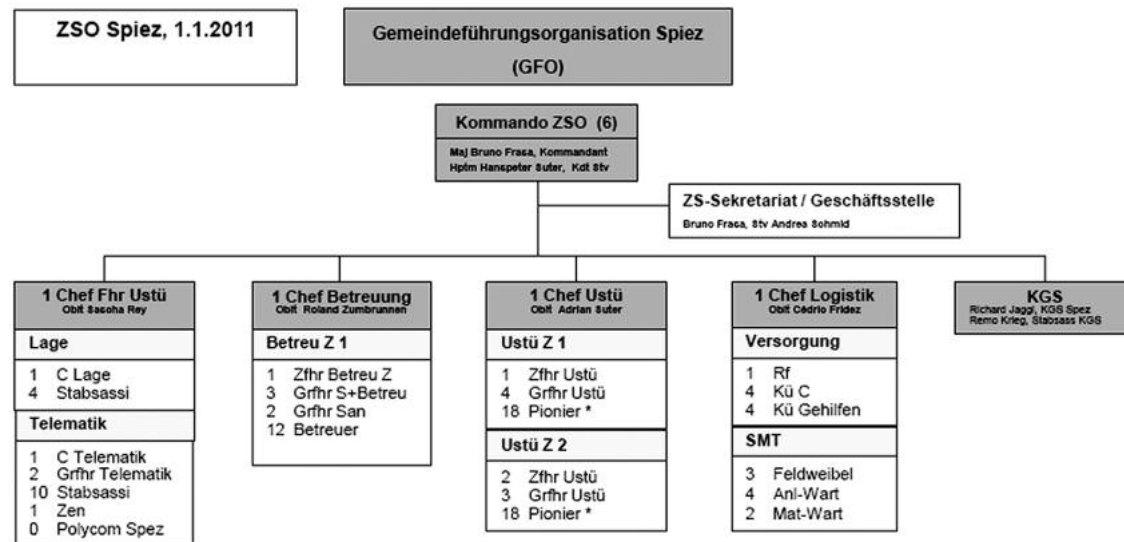 ZSO Spiez, 1.1.2011
Gemeindeführungsorganisation Spiez
(GFO)
Kommando ZSO (6)
Maj Bruno Frasa, Kommandant
Hptm Hanspeter Suter, Kdt Stv
ZS-Sekretariat / Geschäftsstelle
Bruno Frasa, Stv Andrea Schmid
1 Chef Fhr Ustü
Oblt Sascha Rey
Lage
1 C Lage
4 Stabsassi
Telematik
1 C Telematik
2 Grfhr Telematik
10 Stabsassi
1 Zen
0 Polycom Spez
1 Chef Betreuung
Oblt Roland Zumbrunnen
Betreu Z 1
1 Zfhr Betreu Z
3 Grfhr S+Betreu
2 Grfhr San
12 Betreuer
1 Chef Ustü
Oblt Adrian Suter
Ustü Z 1
1 Zfhr Ustü
4 Grfhr Ustü
18 Pionier *
Ustü Z 2
2 Zfhr Ustü
3 Grfhr Ustü
18 Pionier *
1 Chef Logistik
Oblt Cédric Fridez
Versorgung
1 Rf
4 Kü C
4 Kü Gehilfen
SMT
3 Feldweibel
4 Anl-Wart
2 Mat-Wart
KGS
Richard Jaggi, KGS Spez
Remo Krieg, Stabsass KGS